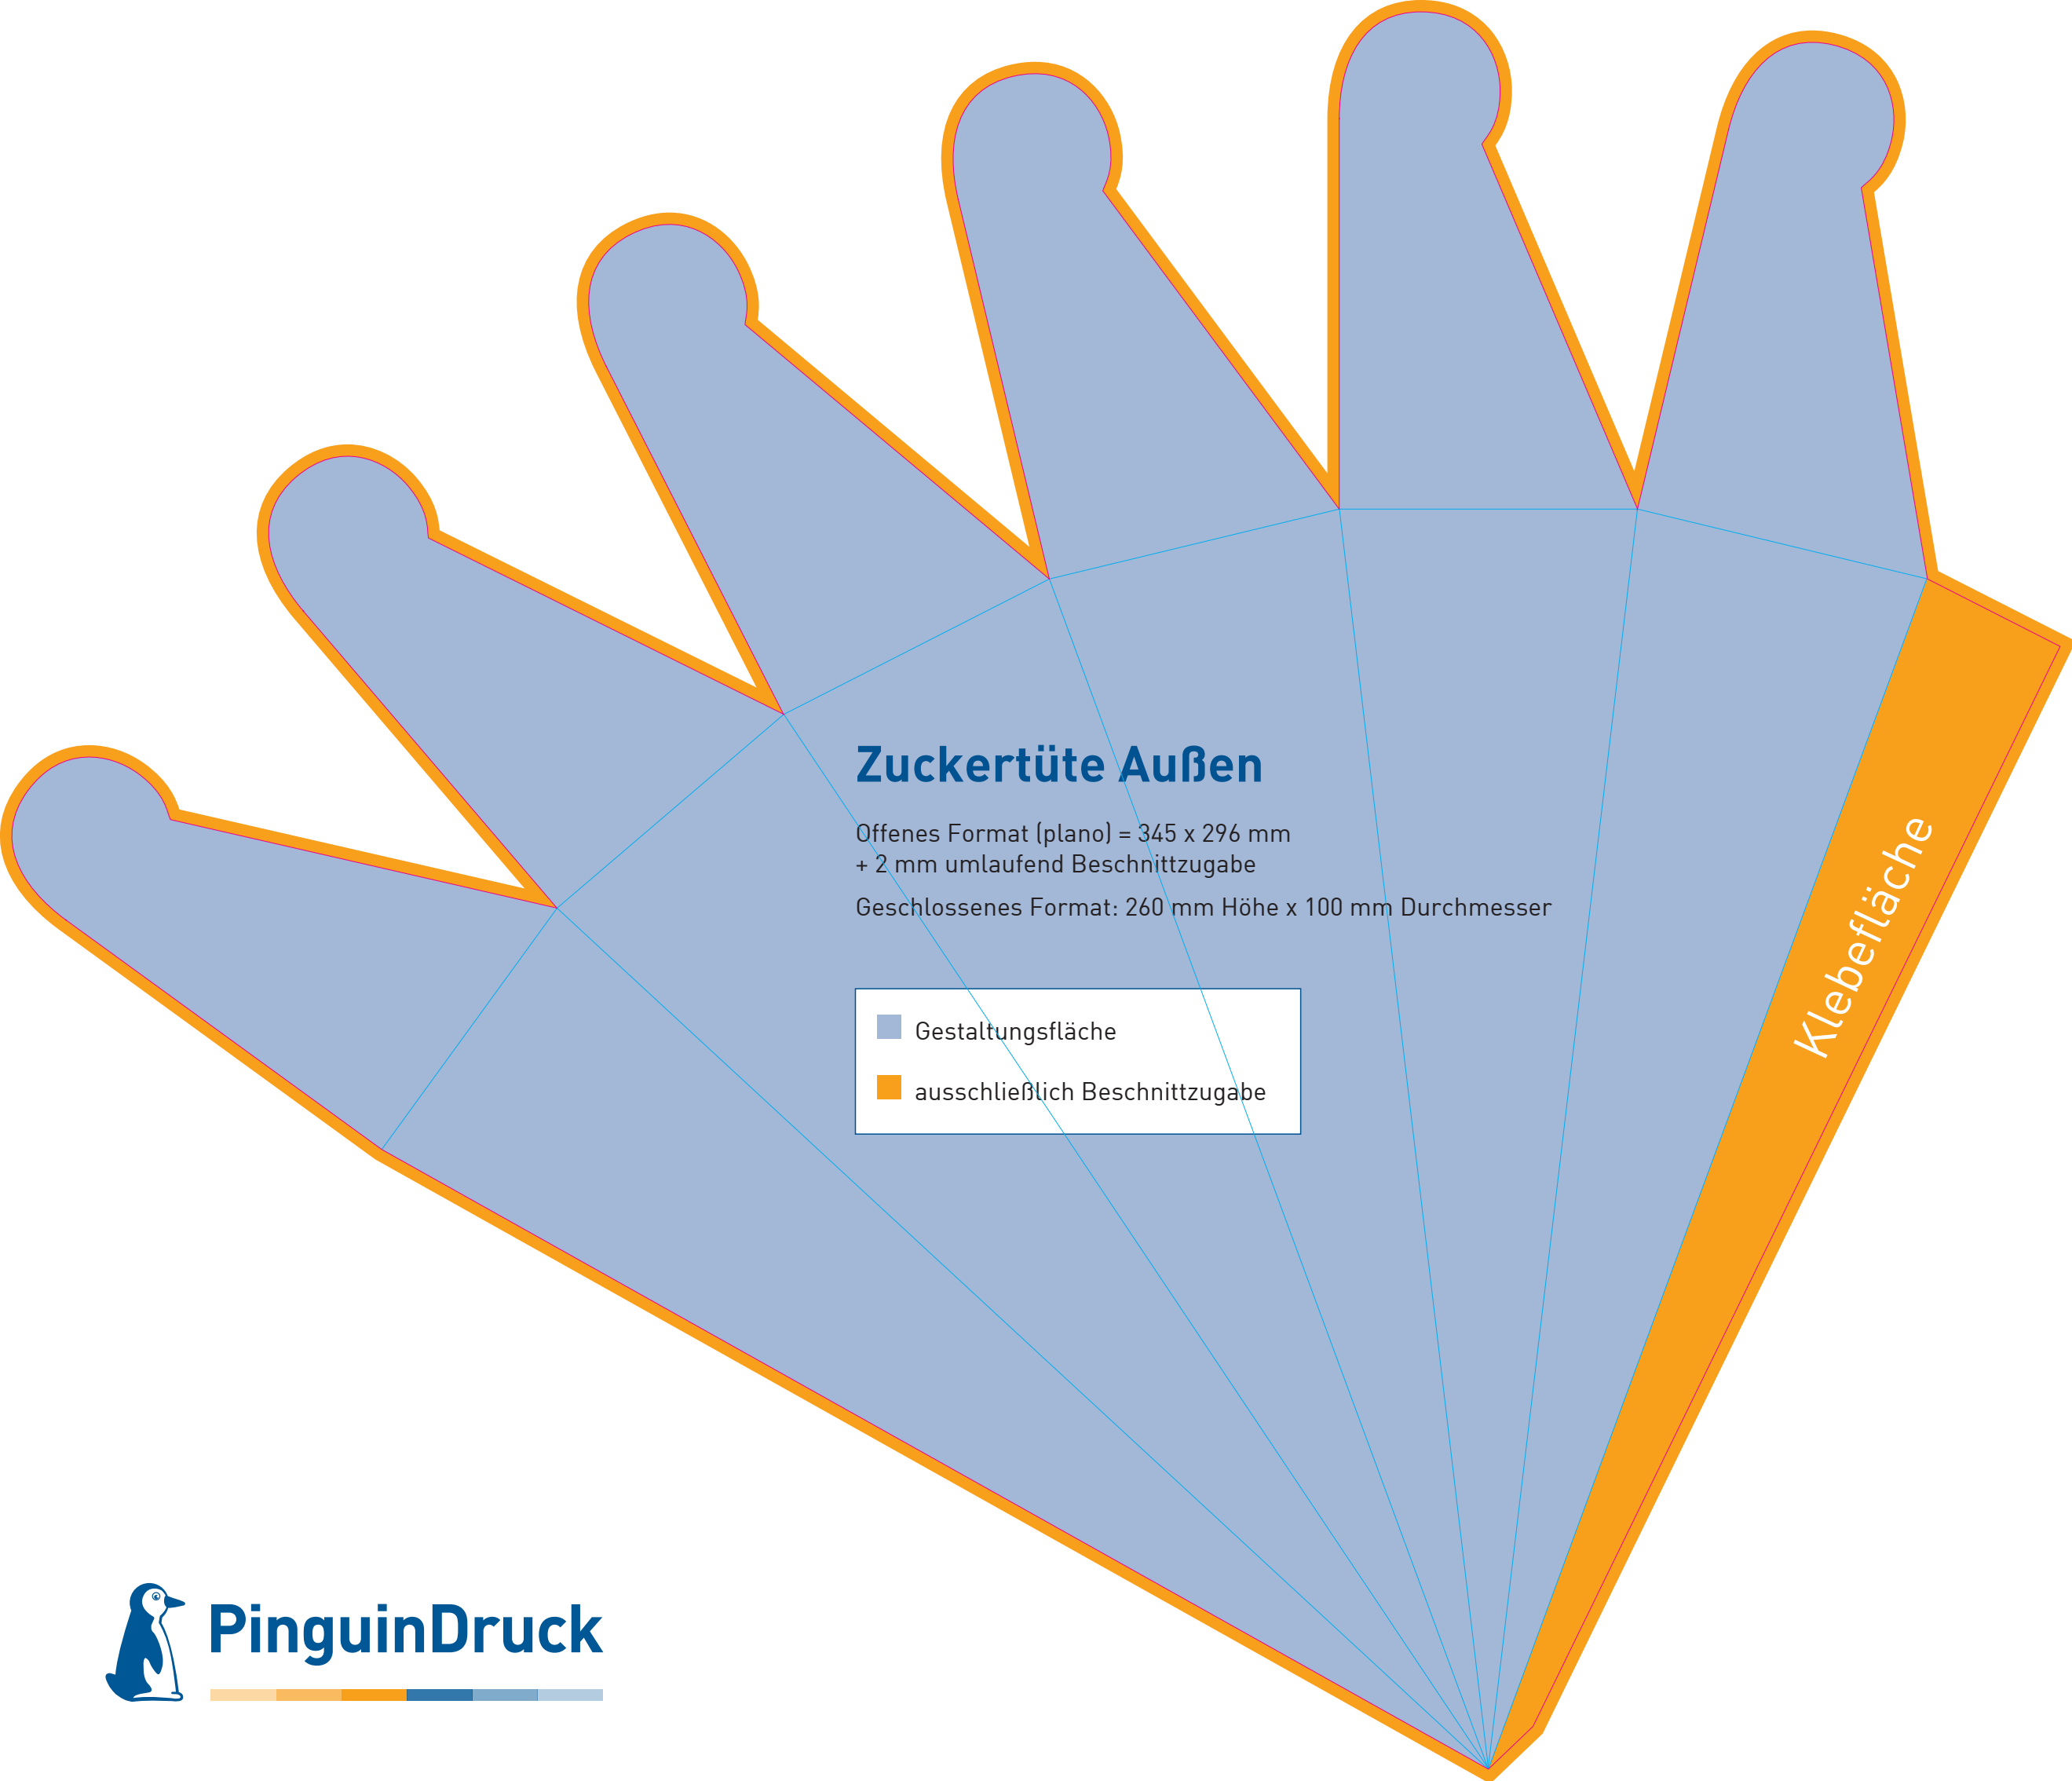 Zuckertüte Außen
Offenes Format (plano) = 345 x 296 mm
+ 2 mm umlaufend Beschnittzugabe
Geschlossenes Format: 260 mm Höhe x 100 mm Durchmesser
Gestaltungsfläche
ausschließlich Beschnittzugabe
Klebefläche
PinguinDruck